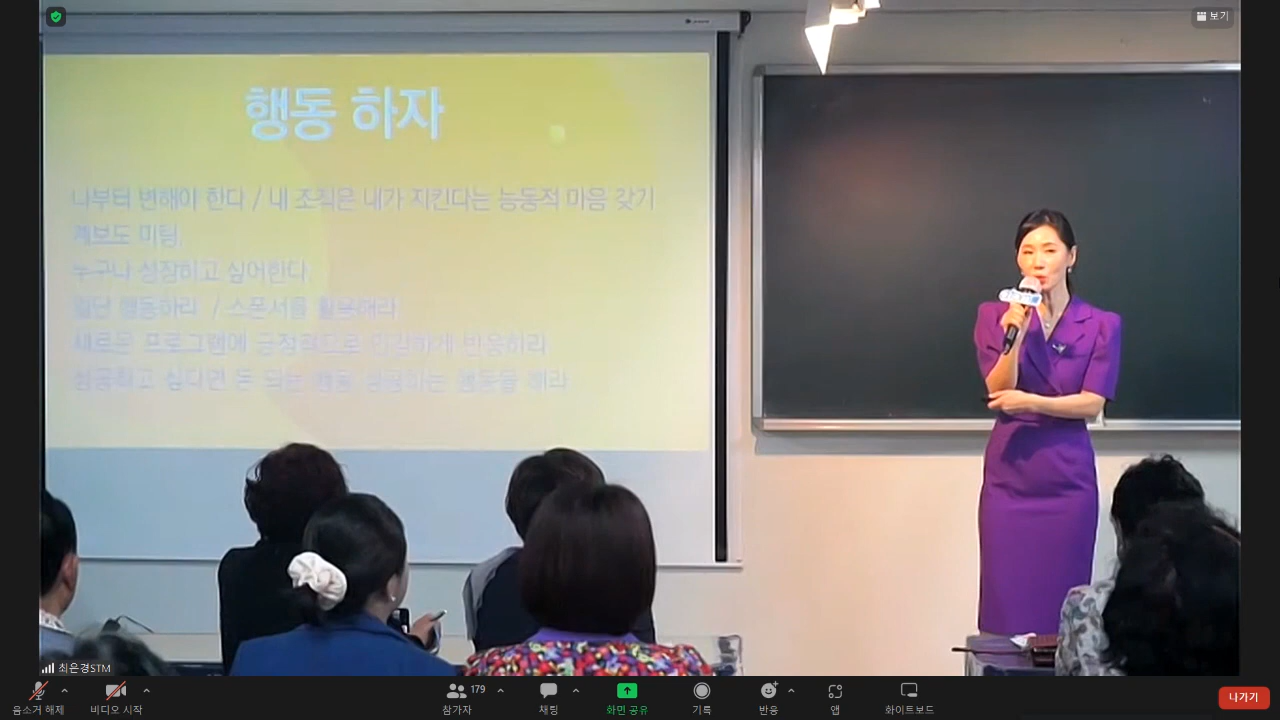 보기
행동 하자
나부터 변해야 한다 / 내 조직은 내가 지킨다는 능동적 마음 갖기
계보도 미팅.
누구나 성장하고 싶어한다.
일단 행동하라 / 스폰서를 활용해라
새로운 프로그램에 긍정적으로 민감하게 반응하라
성공하고 싶다면 돈 되는 행동 성공하는 행동을 해라
최은경STM
음소거 해제
비디오 시작
179
참가자
채팅
화면 공유
기록
반응
앱
화이트보드
나가기